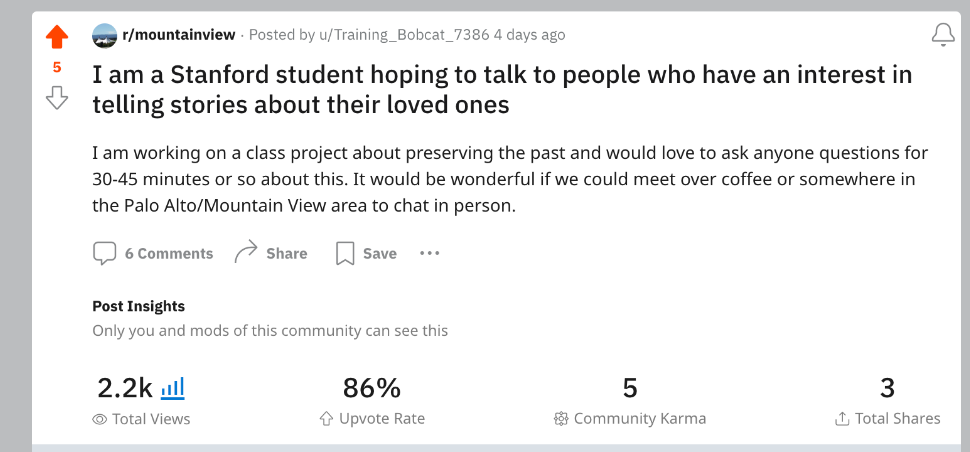 r/mountainview · Posted by u/Training_Bobcat_7386 4 days ago
5
I am a Stanford student hoping to talk to people who have an interest in
telling stories about their loved ones
I am working on a class project about preserving the past and would love to ask anyone questions for
30-45 minutes or so about this. It would be wonderful if we could meet over coffee or somewhere in
the Palo Alto/Mountain View area to chat in person.
6 Comments Share Save ···
Post Insights
Only you and mods of this community can see this
2.2k 86% 5 3
Total Views Upvote Rate Community Karma Total Shares